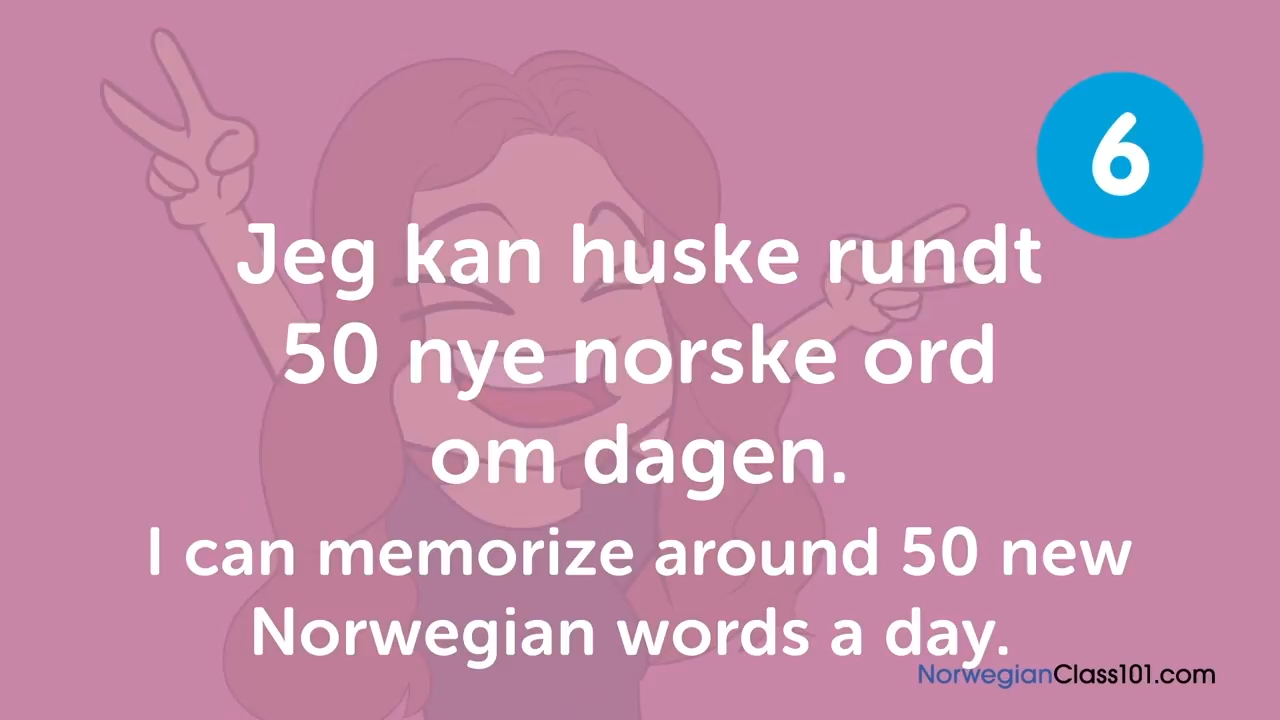 6
Jeg kan huske rundt
50 nye norske ord
om dagen.
I can memorize around 50 new
Norwegian words a day.
NorwegianClass101.com